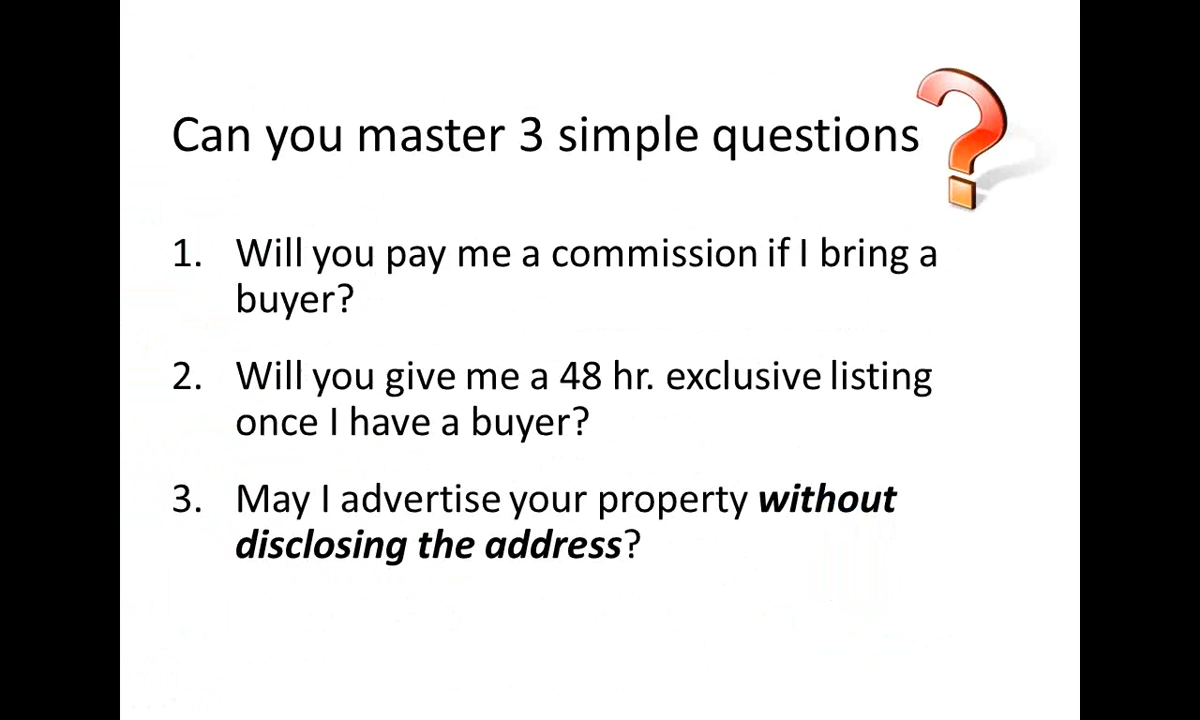 Can you master 3 simple questions?
1. Will you pay me a commission if I bring a
buyer?
2. Will you give me a 48 hr. exclusive listing
once I have a buyer?
3. May I advertise your property without
disclosing the address?